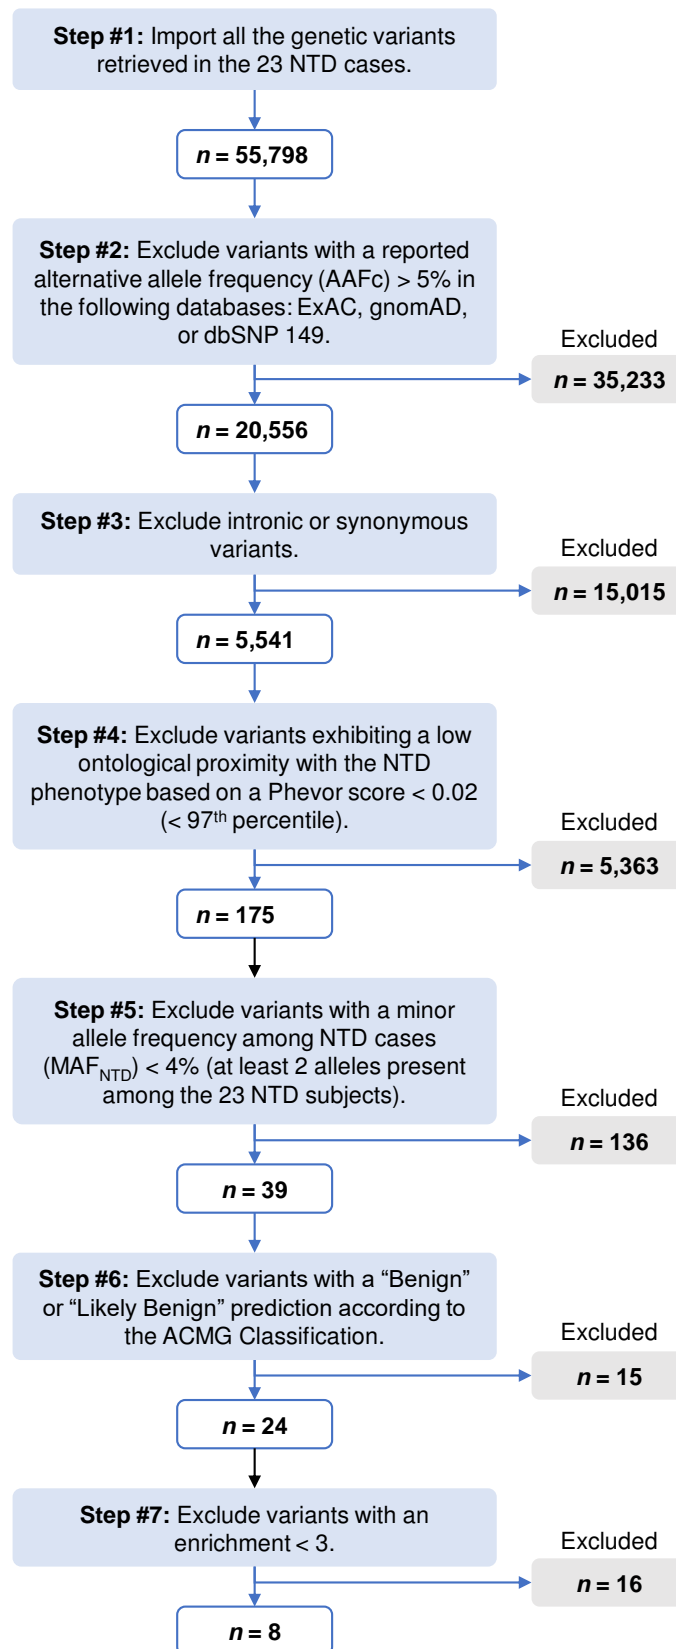 Step #1: Import all the genetic variants
retrieved in the 23 NTD cases.
n = 55,798
Step #2: Exclude variants with a reported
alternative allele frequency (AAFc) > 5% in
the following databases: ExAC, gnomAD,
or dbSNP 149.
Excluded
n = 35,233
n = 20,556
Step #3: Exclude intronic or synonymous
variants.
Excluded
n = 15,015
n = 5,541
Step #4: Exclude variants exhibiting a low
ontological proximity with the NTD
phenotype based on a Phevor score < 0.02
(< 97th percentile).
Excluded
n = 5,363
n = 175
Step #5: Exclude variants with a minor
allele frequency among NTD cases
(MAFNTD) < 4% (at least 2 alleles present
among the 23 NTD subjects).
Excluded
n = 136
n = 39
Step #6: Exclude variants with a “Benign”
or “Likely Benign” prediction according to
the ACMG Classification.
Excluded
n = 15
n = 24
Step #7: Exclude variants with an
enrichment < 3.
Excluded
n = 16
n = 8